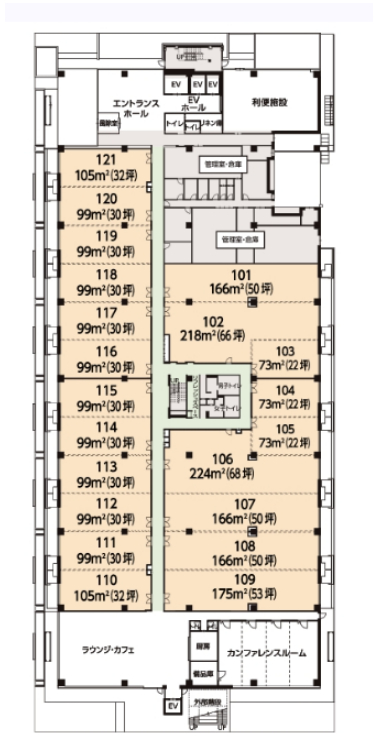 UP
EV
EV
EV
エントランス
ホール
EV
ホール
利便施設
風除室
トイレ
トイレ
リネン庫
管理室・倉庫
管理室・倉庫
121
105m²(32坪)
120
99m²(30坪)
119
99m²(30坪)
118
99m²(30坪)
117
99m²(30坪)
116
99m²(30坪)
115
99m²(30坪)
114
99m²(30坪)
113
99m²(30坪)
112
99m²(30坪)
111
99m²(30坪)
110
105m²(32坪)
101
166m²(50坪)
102
218m²(66坪)
103
73m²(22坪)
104
73m²(22坪)
105
73m²(22坪)
男子トイレ
女子トイレ
106
224m²(68坪)
107
166m²(50坪)
108
166m²(50坪)
109
175m²(53坪)
ラウンジ・カフェ
厨房
備品庫
カンファレンスルーム
EV
外部階段